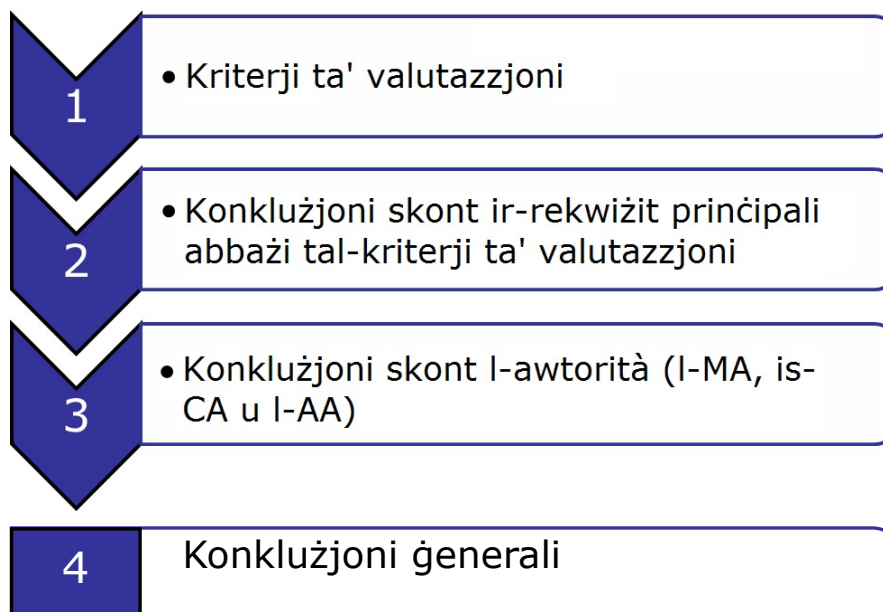 1
• Kriterji ta' valutazzjoni
2
• Konklużjoni skont ir-rekwiżit prinċipali
abbażi tal-kriterji ta' valutazzjoni
3
• Konklużjoni skont l-awtorità (l-MA, is-
CA u l-AA)
4
Konklużjoni ġenerali